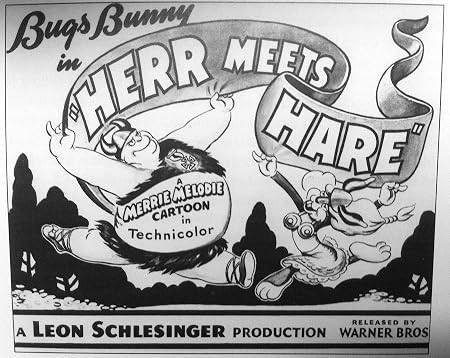 Bugs Bunny
in
"HERR MEETS
HARE"
A MERRIE MELODIE
CARTOON
in
Technicolor
A LEON SCHLESINGER PRODUCTION
RELEASED BY
WARNER BROS